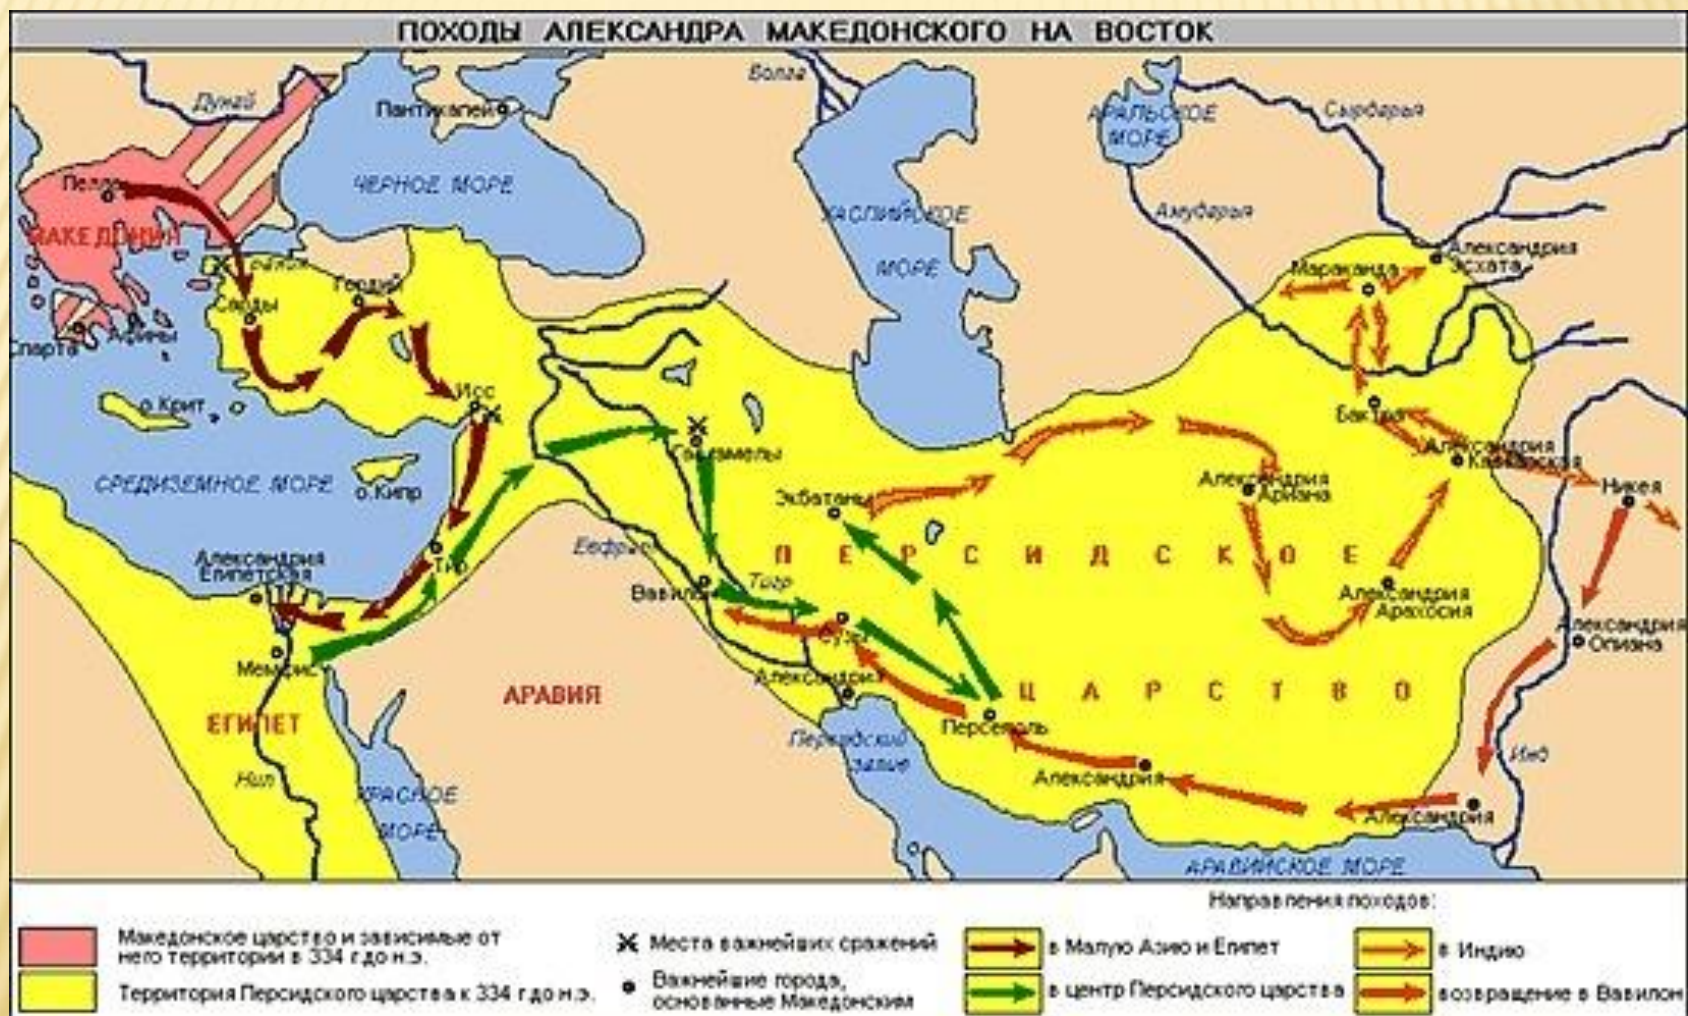 ПОХОДЫ АЛЕКСАНДРА МАКЕДОНСКОГО НА ВОСТОК
Дунай
Пантикапей
Волга
АРАЛЬСКОЕ
МОРЕ
Сырдарья
Пелла
ЧЕРНОЕ МОРЕ
КАСПИЙСКОЕ
МОРЕ
Амударья
МАКЕДОНИЯ
Граник
Гордий
Сарды
Александрия
Эсхата
Мараканда
Спарта
Афины
о.Крит
Исс
Бактра
СРЕДИЗЕМНОЕ МОРЕ
о.Кипр
Гавгамелы
Александрия
Кавказская
Экбатаны
Александрия
Ариана
Никея
Александрия
Египетская
Тир
Евфрат
ПЕРСИДСКОЕ
Вавилон
Тигр
Александрия
Арахосия
Сузы
Александрия
Опиана
Мемфис
АРАВИЯ
Александрия
ЦАРСТВО
ЕГИПЕТ
Персеполь
Персидский
залив
Нил
КРАСНОЕ
МОРЕ
Александрия
Инд
Александрия
АРАВИЙСКОЕ МОРЕ
Направления походов:
Македонское царство и зависимые от
него территории в 334 г.до н.э.
Территория Персидского царства к 334 г.до н.э.
Места важнейших сражений
Важнейшие города,
основанные Македонским
в Малую Азию и Египет
в центр Персидского царства
в Индию
возвращение в Вавилон